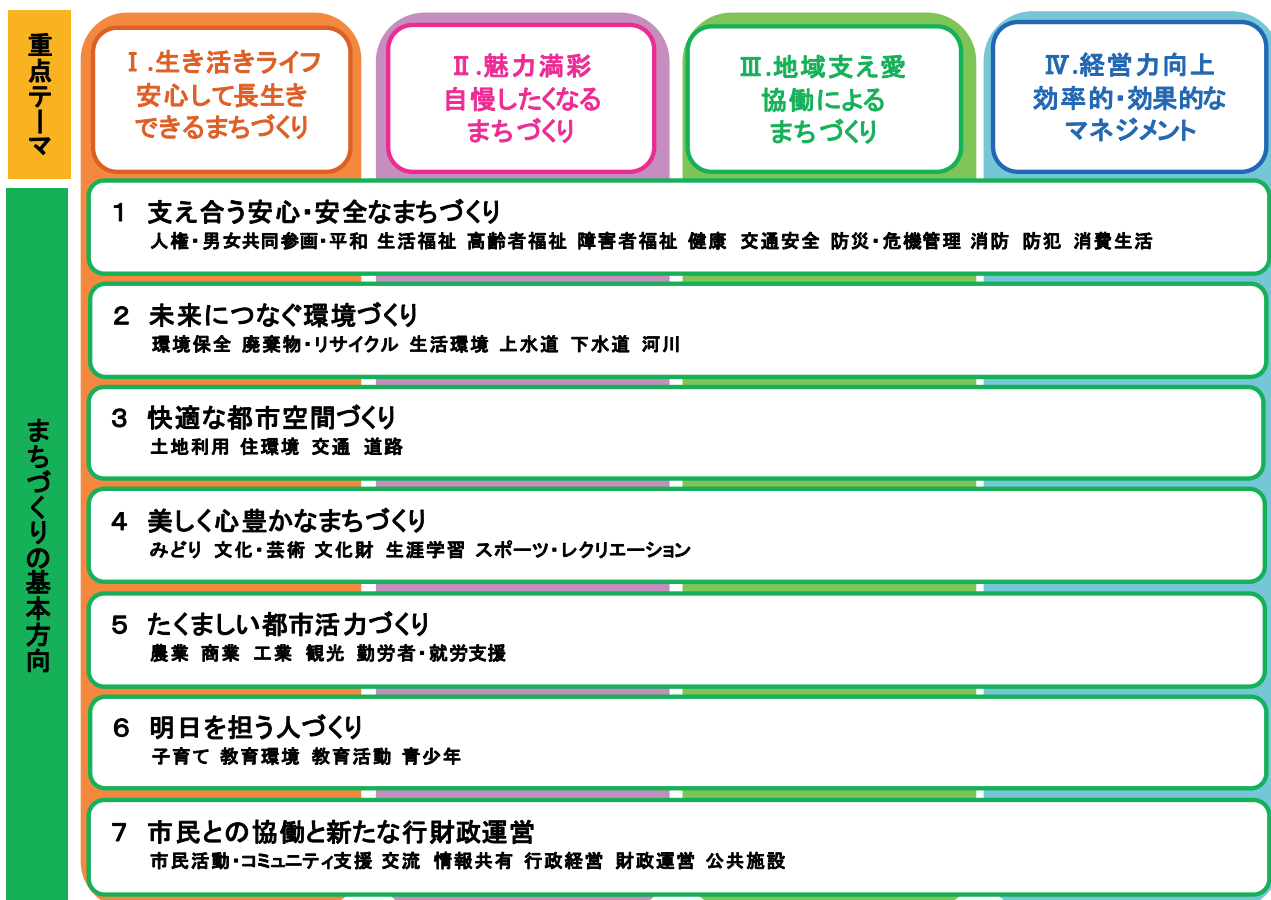 重点テーマ
Ⅰ.生き活きライフ
安心して長生き
できるまちづくり
Ⅱ.魅力満彩
自慢したくなる
まちづくり
Ⅲ.地域支え愛
協働による
まちづくり
Ⅳ.経営力向上
効率的・効果的な
マネジメント
まちづくりの基本方向
1 支え合う安心・安全なまちづくり
人権・男女共同参画・平和 生活福祉 高齢者福祉 障害者福祉 健康 交通安全 防災・危機管理 消防 防犯 消費生活
2 未来につなぐ環境づくり
環境保全 廃棄物・リサイクル 生活環境 上水道 下水道 河川
3 快適な都市空間づくり
土地利用 住環境 交通 道路
4 美しく心豊かなまちづくり
みどり 文化・芸術 文化財 生涯学習 スポーツ・レクリエーション
5 たくましい都市活力づくり
農業 商業 工業 観光 勤労者・就労支援
6 明日を担う人づくり
子育て 教育環境 教育活動 青少年
7 市民との協働と新たな行財政運営
市民活動・コミュニティ支援 交流 情報共有 行政経営 財政運営 公共施設